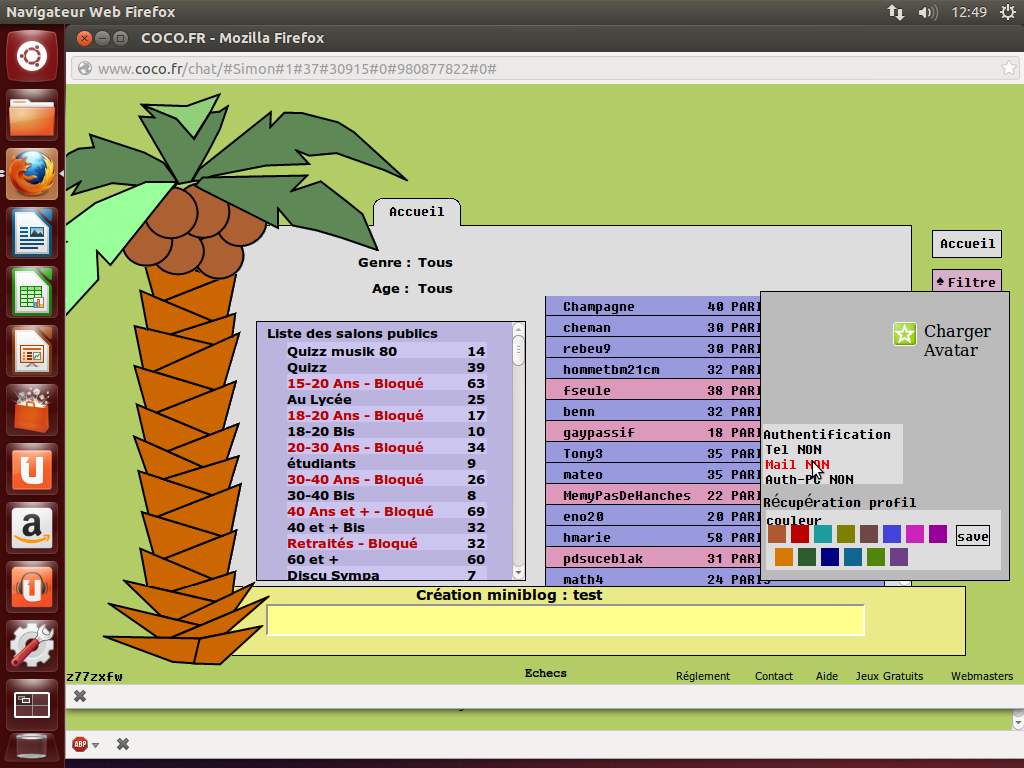 Navigateur Web Firefox
12:49
COCO.FR - Mozilla Firefox
www.coco.fr/chat/#Simon#1#37#30915#0#980877822#0#
Accueil
Accueil
Filtre
Genre : Tous
Age : Tous
Liste des salons publics
Quizz musik 80 14
Quizz 39
15-20 Ans - Bloqué 63
Au Lycée 25
18-20 Ans - Bloqué 17
18-20 Bis 10
20-30 Ans - Bloqué 34
étudiants 9
30-40 Ans - Bloqué 26
30-40 Bis 8
40 Ans et + - Bloqué 69
40 et + Bis 32
Retraités - Bloqué 32
60 et + 60
Discu Sympa 7
Champagne 40 PARI
cheman 30 PARI
rebeu9 30 PARI
hommetbm21cm 32 PARI
fseule 38 PARI
benn 32 PARI
gaypassif 18 PARI
Tony3 35 PARI
mateo 35 PARI
MemyPasDeHanches 22 PARI
eno20 20 PARI
hmarie 58 PARI
pdsuceblak 31 PARI
math4 24 PARI
Charger
Avatar
Authentification
Tel NON
Mail NON
Auth-PC NON
Récupération profil
couleur
save
Création miniblog : test
z77zxfw
Echecs
Réglement
Contact
Aide
Jeux Gratuits
Webmasters
ABP